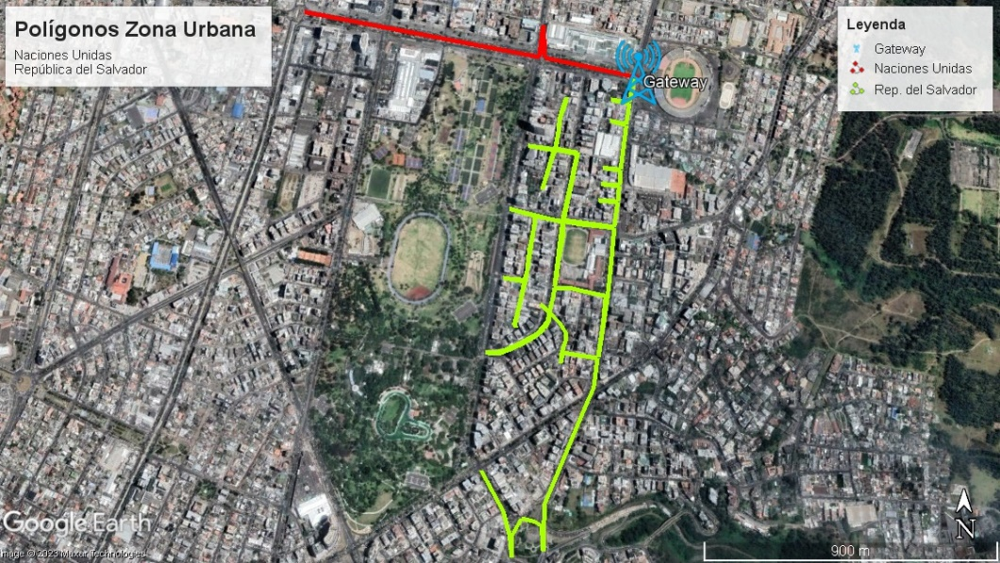 Polígonos Zona Urbana
Naciones Unidas
República del Salvador
Leyenda
Gateway
Naciones Unidas
Rep. del Salvador
Gateway
Google Earth
Image © 2023 Maxar Technologies
900 m
N